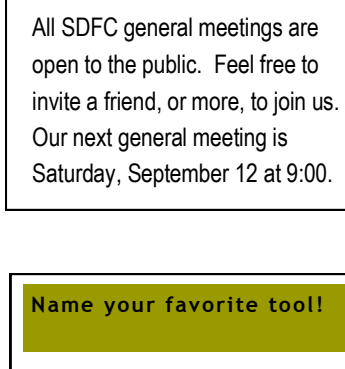 All SDFC general meetings are
open to the public.  Feel free to
invite a friend, or more, to join us.
Our next general meeting is
Saturday, September 12 at 9:00.
Name your favorite tool!